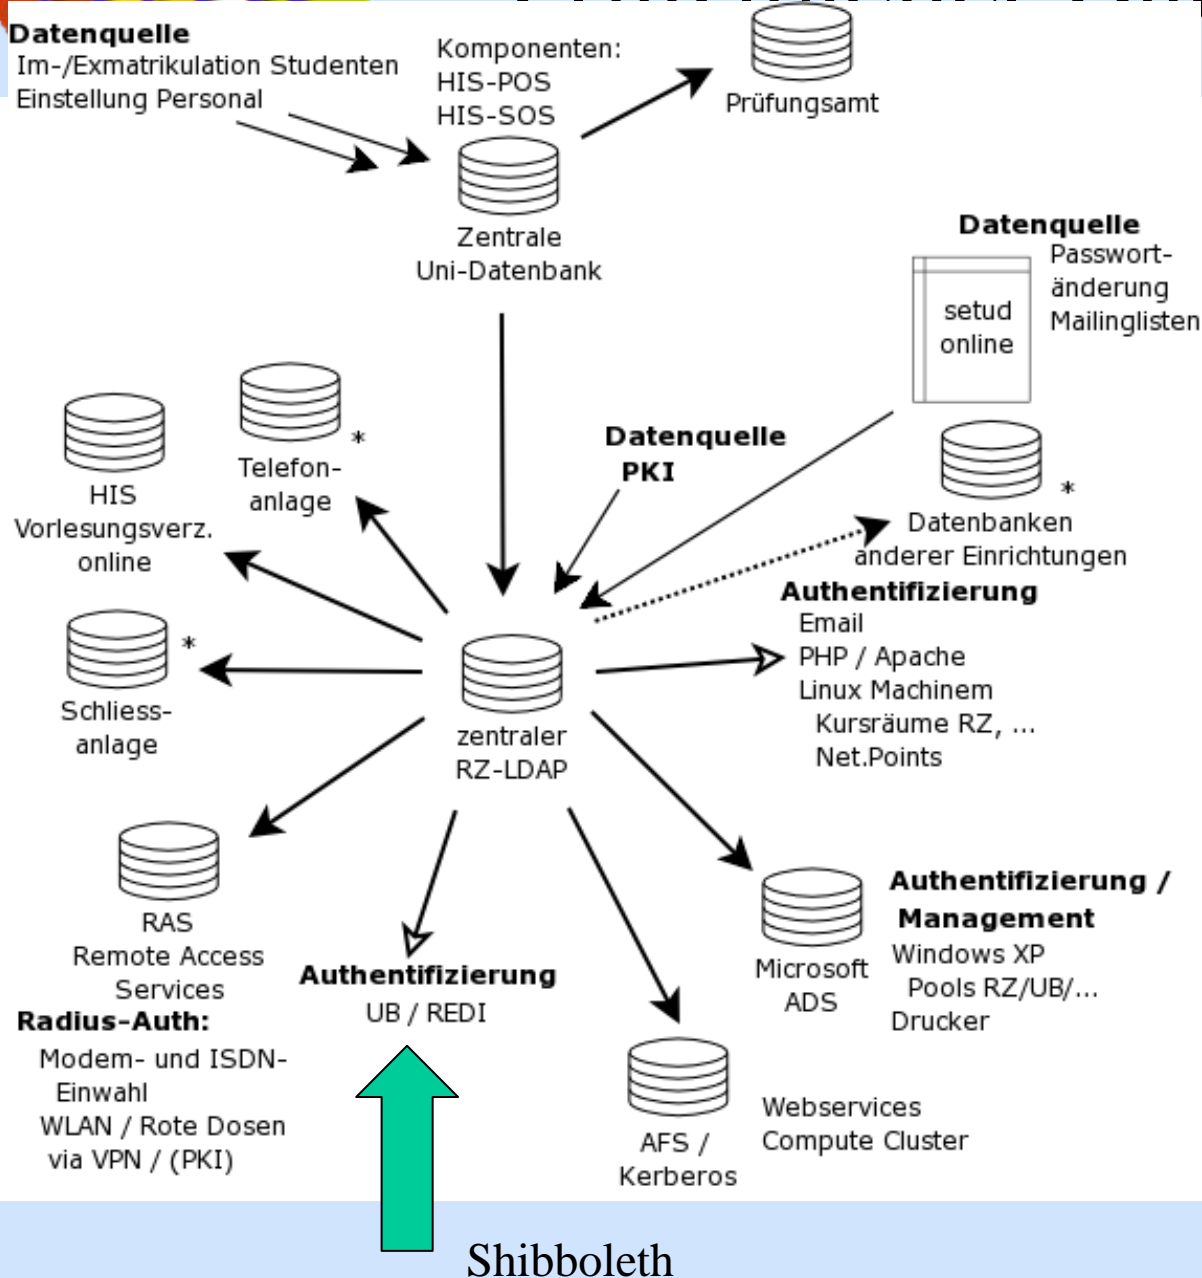 Datenquelle
Im-/Exmatrikulation Studenten
Einstellung Personal
Komponenten:
HIS-POS
HIS-SOS
Prüfungsamt
Zentrale
Uni-Datenbank
Datenquelle
Passwort-
änderung
Mailinglisten
setud
online
*
Telefon-
anlage
HIS
Vorlesungsverz.
online
Datenquelle
PKI
*
Datenbanken
anderer Einrichtungen
Authentifizierung
Email
PHP / Apache
Linux Machinem
Kursräume RZ, ...
Net.Points
*
Schliess-
anlage
zentraler
RZ-LDAP
RAS
Remote Access
Services
Radius-Auth:
Modem- und ISDN-
Einwahl
WLAN / Rote Dosen
via VPN / (PKI)
Authentifizierung
UB / REDI
Microsoft
ADS
Authentifizierung /
Management
Windows XP
Pools RZ/UB/...
Drucker
AFS /
Kerberos
Webservices
Compute Cluster
Shibboleth